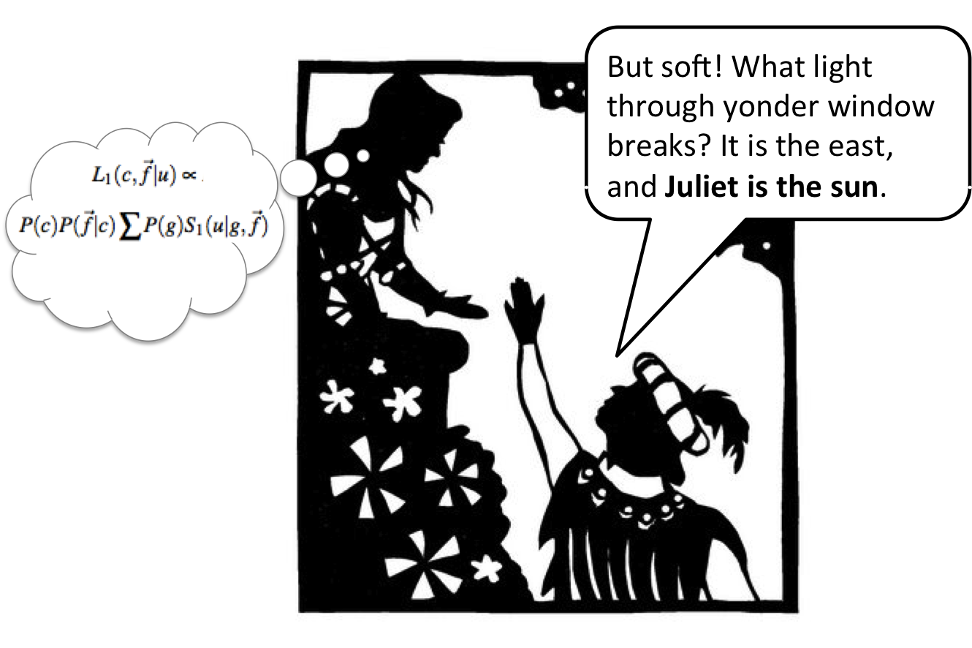 L₁(c, f⃗|u) ∝
P(c)P(f⃗|c) ∑ P(g)S₁(u|g, f⃗)
But soft! What light
through yonder window
breaks? It is the east,
and Juliet is the sun.